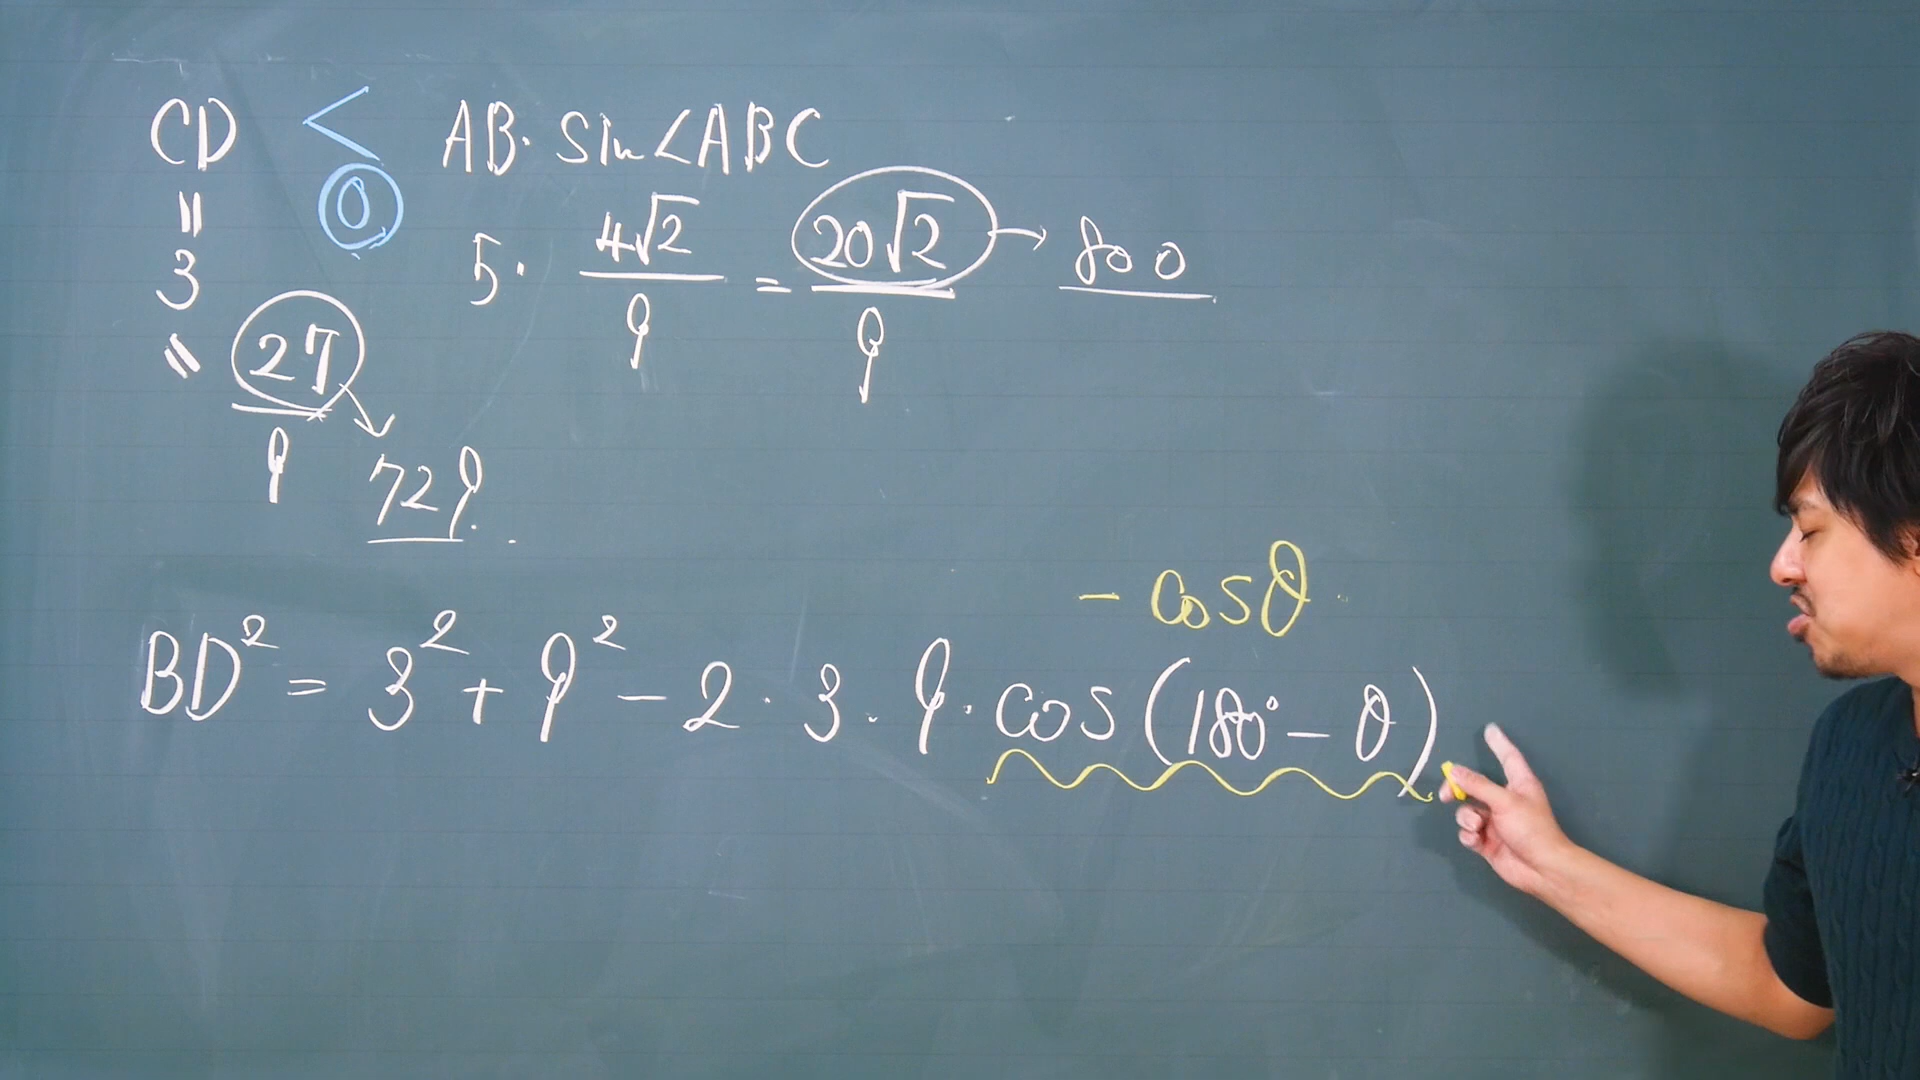 CD < AB・sin∠ABC
⓪
= 3 = 27/9 → 729.
5・4√2/9 = 20√2/9 → 800
-cosθ
BD² = 3² + 9² - 2・3・9・cos(180° - θ)